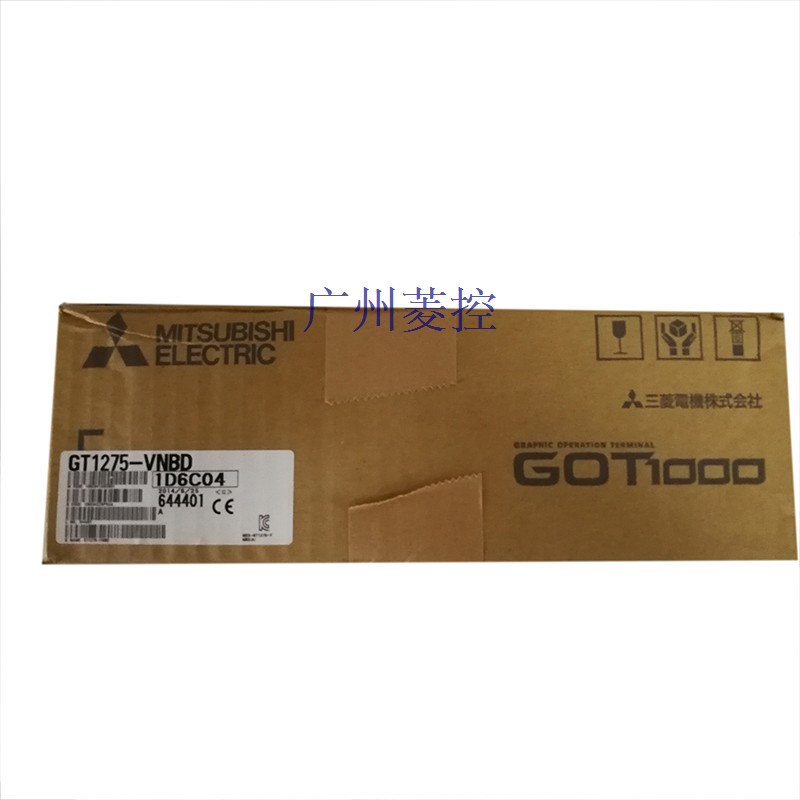 广州菱控
MITSUBISHI
ELECTRIC
三菱電機株式会社
GRAPHIC OPERATION TERMINAL
GOT1000
GT1275-VNBD
1D6C04
<G>
644401
CE
A